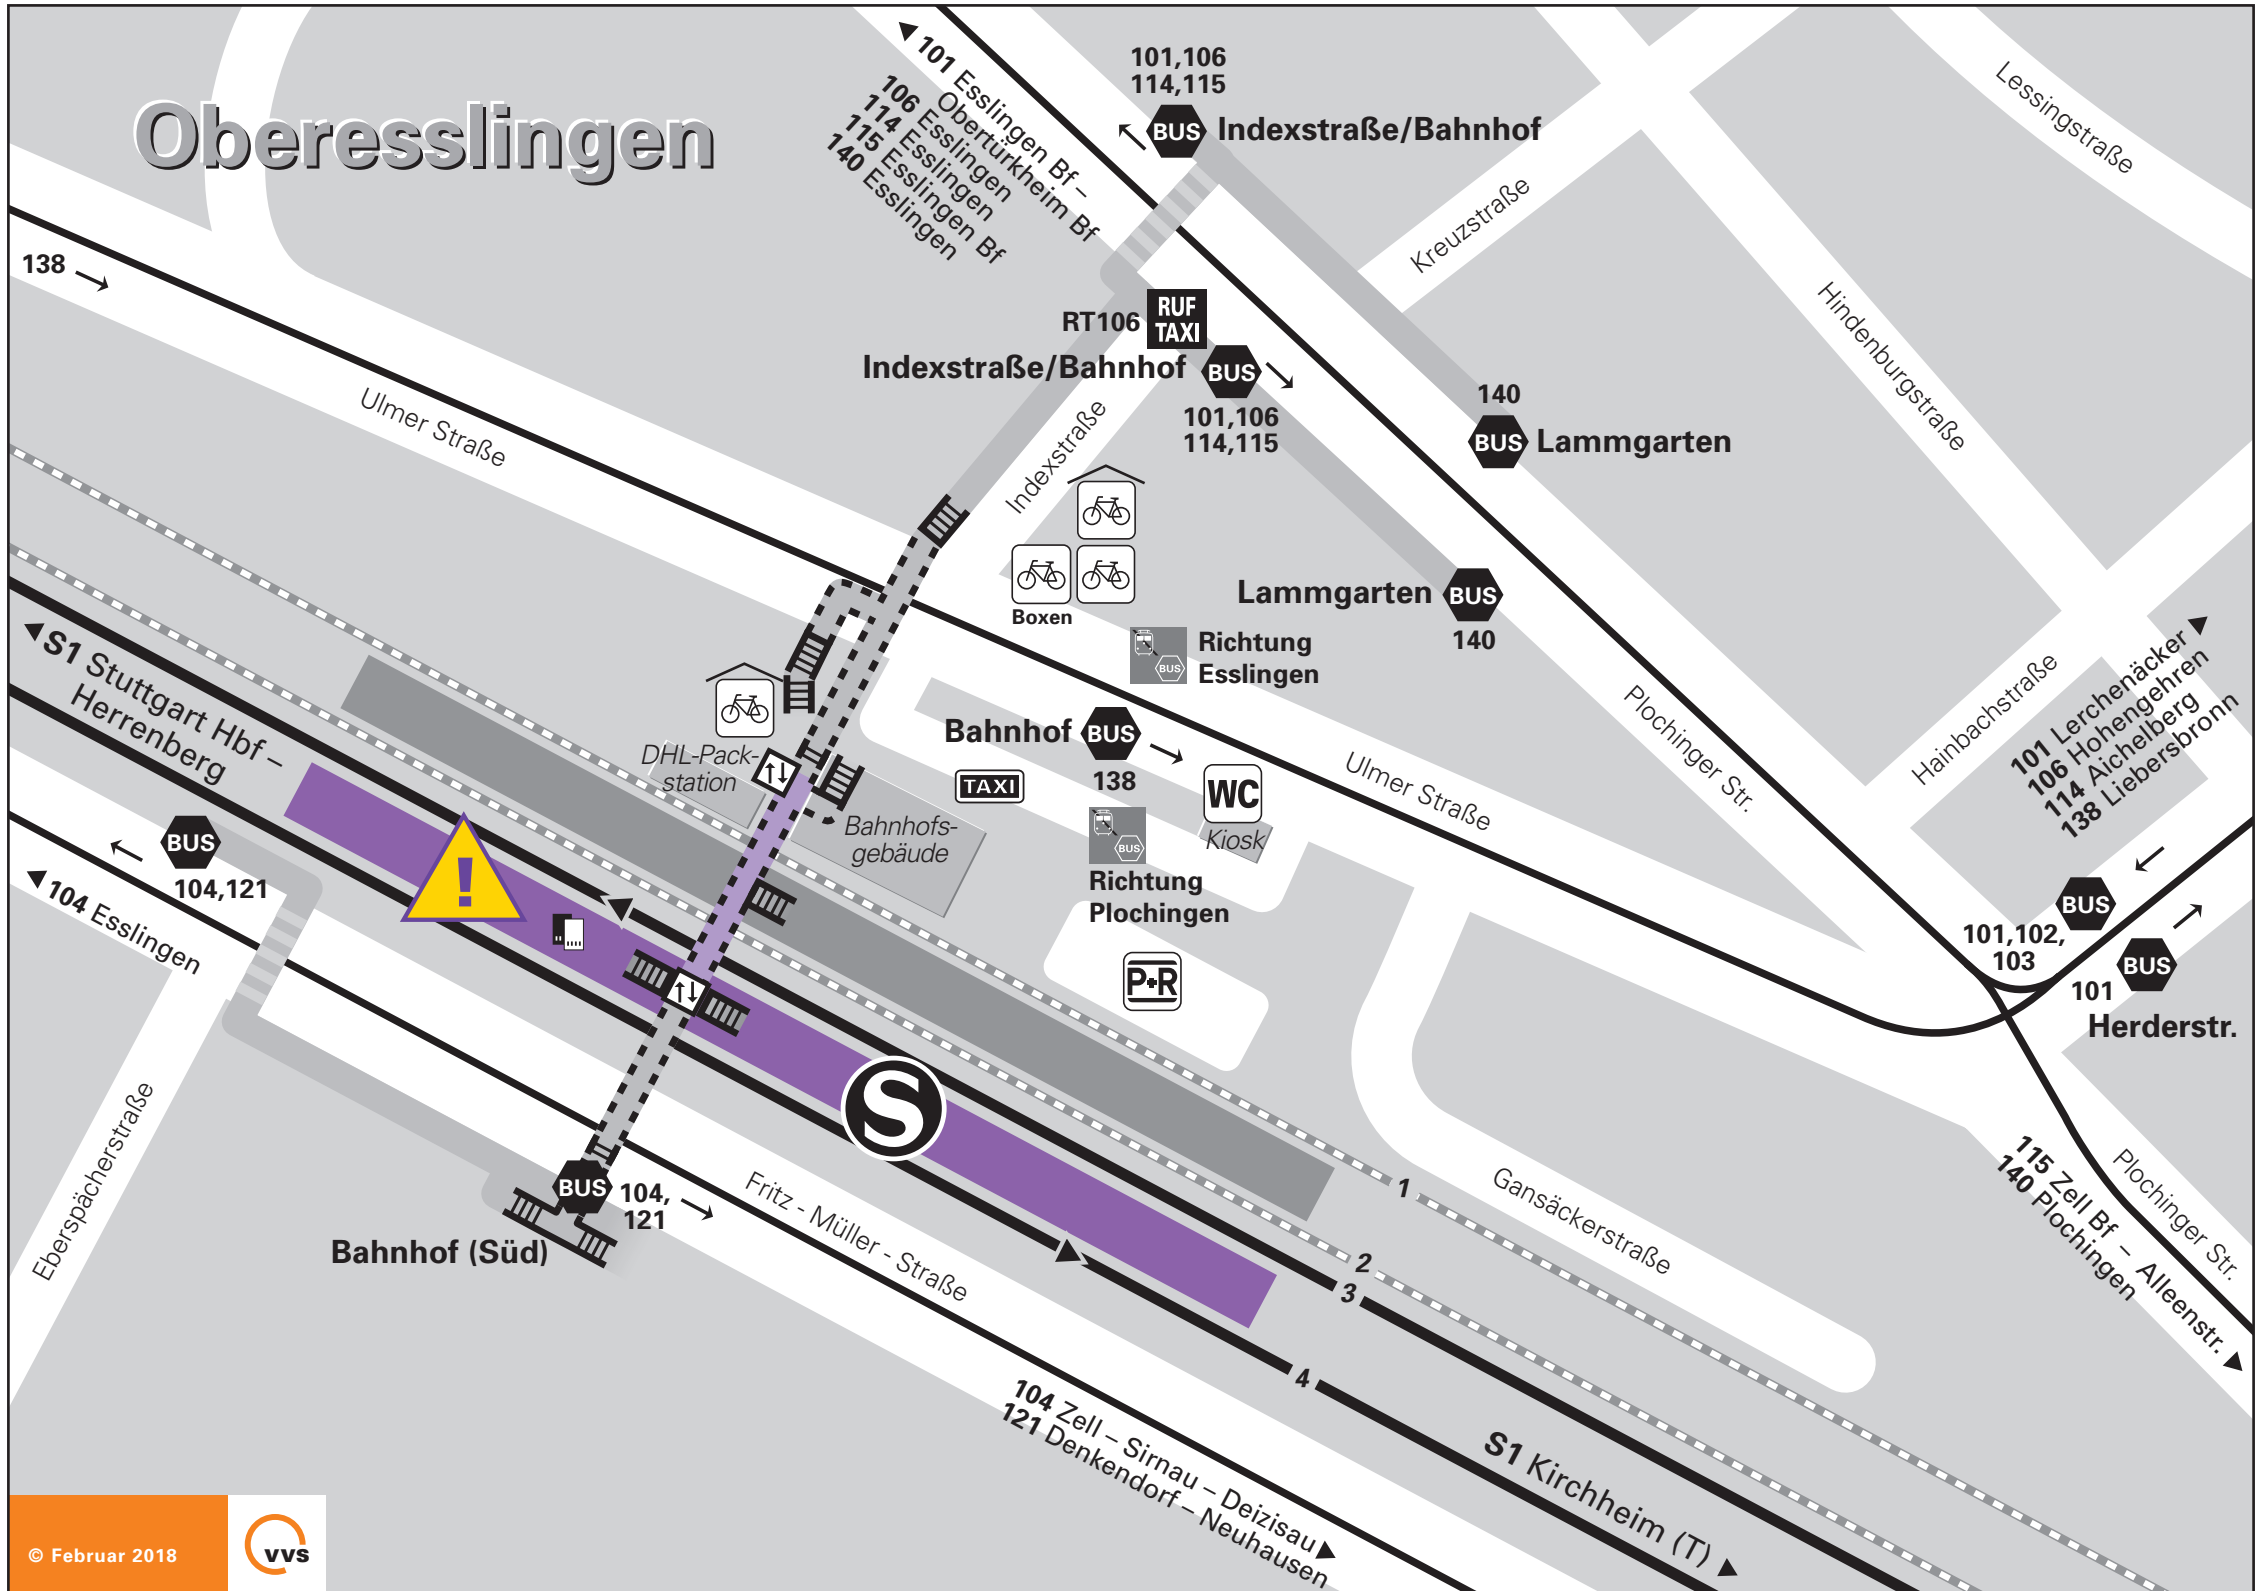 Oberesslingen
101 Esslingen Bf –
Obertürkheim Bf
106 Esslingen
114 Esslingen
115 Esslingen Bf
140 Esslingen
101,106
114,115
BUS
Indexstraße/Bahnhof
Lessingstraße
Kreuzstraße
Hindenburgstraße
138
RT106
RUF
TAXI
Indexstraße/Bahnhof
BUS
101,106
114,115
140
BUS
Lammgarten
Ulmer Straße
Indexstraße
Boxen
Lammgarten
BUS
140
BUS
Richtung
Esslingen
S1 Stuttgart Hbf –
Herrenberg
Plochinger Str.
Hainbachstraße
101 Lerchenäcker
106 Hohengehren
114 Aichelberg
138 Liebersbronn
DHL-Pack-
station
Bahnhof
BUS
138
TAXI
WC
Kiosk
Ulmer Straße
Bahnhofs-
gebäude
BUS
Richtung
Plochingen
P+R
BUS
104,121
104 Esslingen
!
BUS
101,102,
103
BUS
101
Herderstr.
S
Eberspächerstraße
BUS
104,
121
Bahnhof (Süd)
Fritz - Müller - Straße
1
2
3
4
Gansäckerstraße
115 Zell Bf – Alleenstr.
140 Plochingen
Plochinger Str.
104 Zell – Sirnau – Deizisau
121 Denkendorf – Neuhausen
S1 Kirchheim (T)
© Februar 2018
vvs